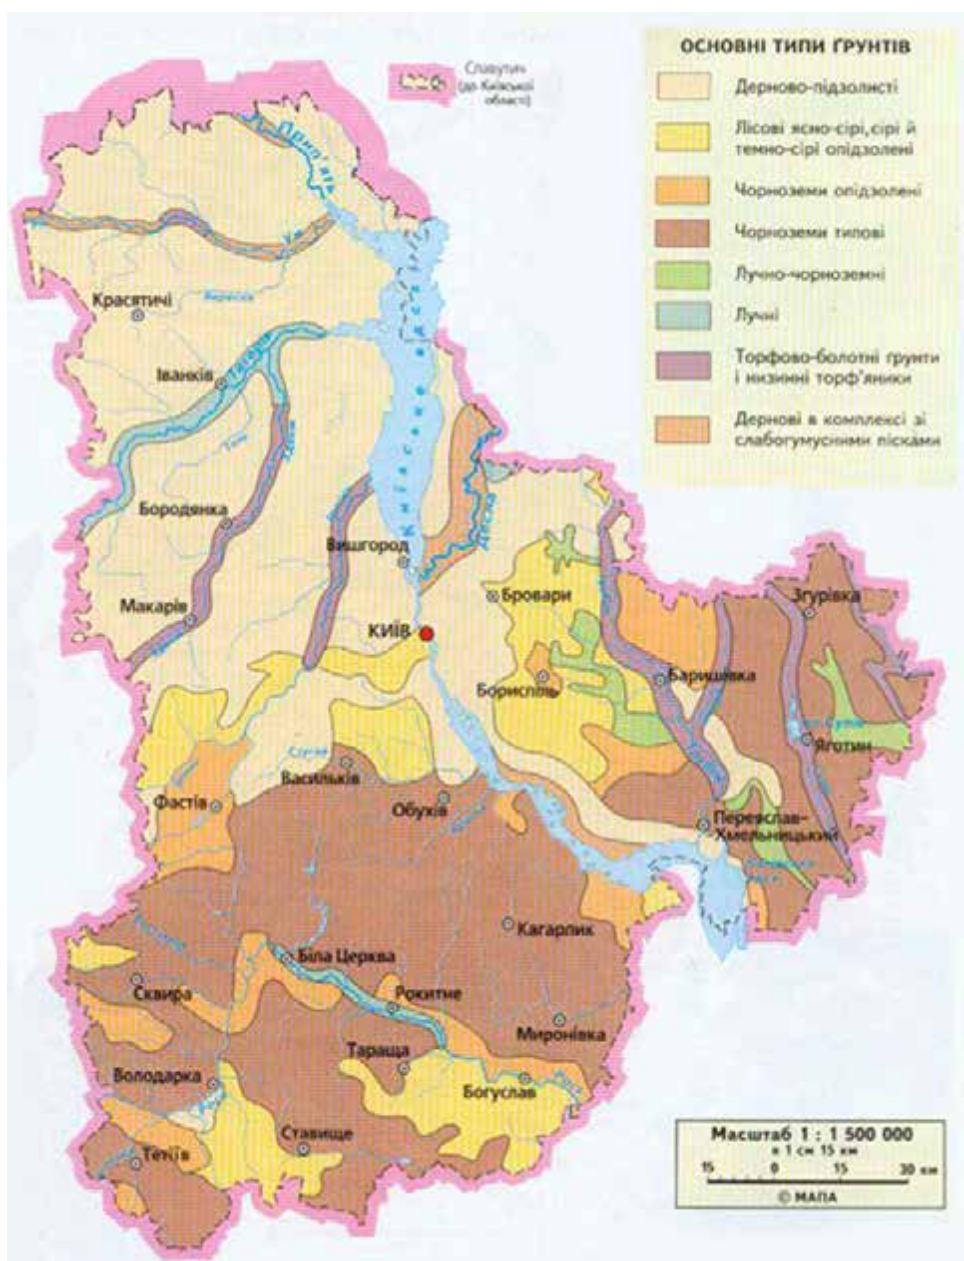 ОСНОВНІ ТИПИ ҐРУНТІВ
Славутич
(до Київської
області)
Дерново-підзолисті
Лісові ясно-сірі, сірі й
темно-сірі опідзолені
Чорноземи опідзолені
Чорноземи типові
Лучно-чорноземні
Лучні
Торфово-болотні ґрунти
і низинні торф'яники
Дернові в комплексі зі
слабогумусними пісками
Прип'ять
Уж
Красятичі
Іванків
Тетерів
Здвиж
Київське
Десна
Бородянка
Вишгород
Макарів
КИЇВ
Бровари
Згурівка
Бориспіль
Баришівка
оз. Супій
Яготин
Стугна
Васильків
Фастів
Обухів
Переяслав-
Хмельницький
Кагарлик
Біла Церква
Сквира
Рокитне
Миронівка
Тараща
Володарка
Богуслав
Рось
Ставище
Тетіїв
Масштаб 1 : 1 500 000
в 1 см 15 км
15 0 15 30 км
© МАПА